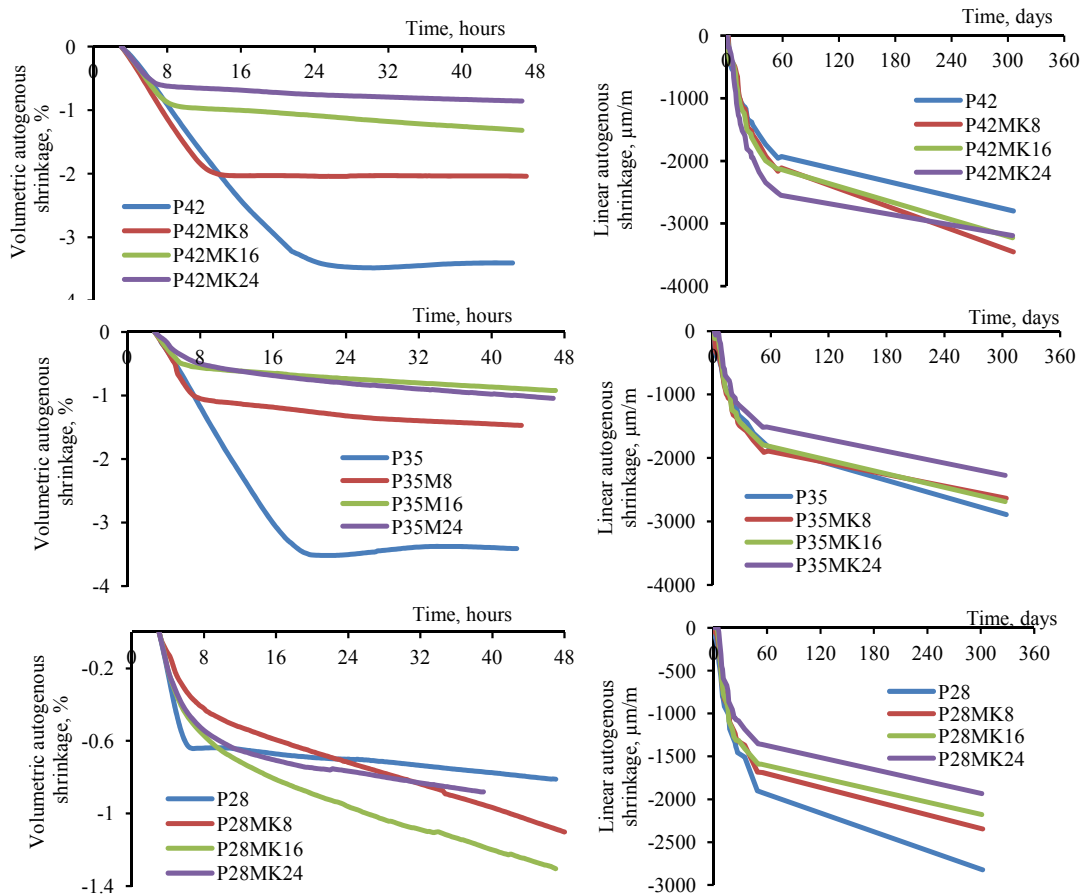 Time, hours
0
0 8 16 24 32 40 48
-1
-2
-3
-4
Volumetric autogenous
shrinkage, %
P42
P42MK8
P42MK16
P42MK24
Time, days
0
0 60 120 180 240 300 360
-1000
-2000
-3000
-4000
Linear autogenous
shrinkage, µm/m
P42
P42MK8
P42MK16
P42MK24
Time, hours
0
0 8 16 24 32 40 48
-1
-2
-3
-4
Volumetric autogenous
shrinkage, %
P35
P35M8
P35M16
P35M24
Time, days
0
0 60 120 180 240 300 360
-1000
-2000
-3000
-4000
Linear autogenous
shrinkage, µm/m
P35
P35MK8
P35MK16
P35MK24
Time, hours
0 8 16 24 32 40 48
-0.2
-0.6
-1
-1.4
Volumetric autogenous
shrinkage, %
P28
P28MK8
P28MK16
P28MK24
Time, days
0
0 60 120 180 240 300 360
-500
-1000
-1500
-2000
-2500
-3000
Linear autogenous
shrinkage, µm/m
P28
P28MK8
P28MK16
P28MK24